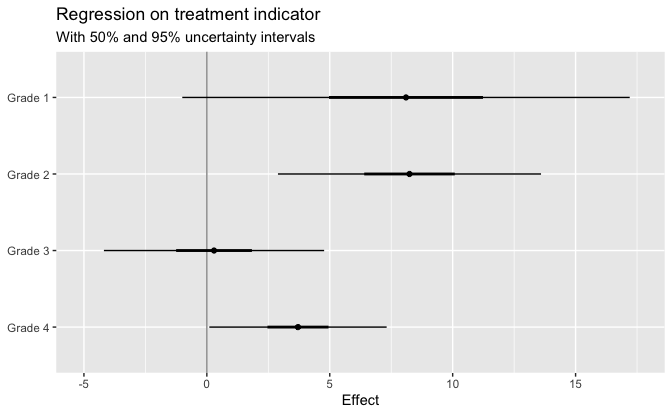 Regression on treatment indicator
With 50% and 95% uncertainty intervals
Grade 1
Grade 2
Grade 3
Grade 4
-5 0 5 10 15
Effect